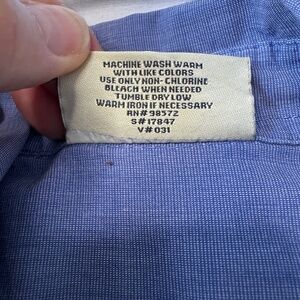 MACHINE WASH WARM
WITH LIKE COLORS
USE ONLY NON-CHLORINE
BLEACH WHEN NEEDED
TUMBLE DRY LOW
WARM IRON IF NECESSARY
RN#98572
S#17847
V#031